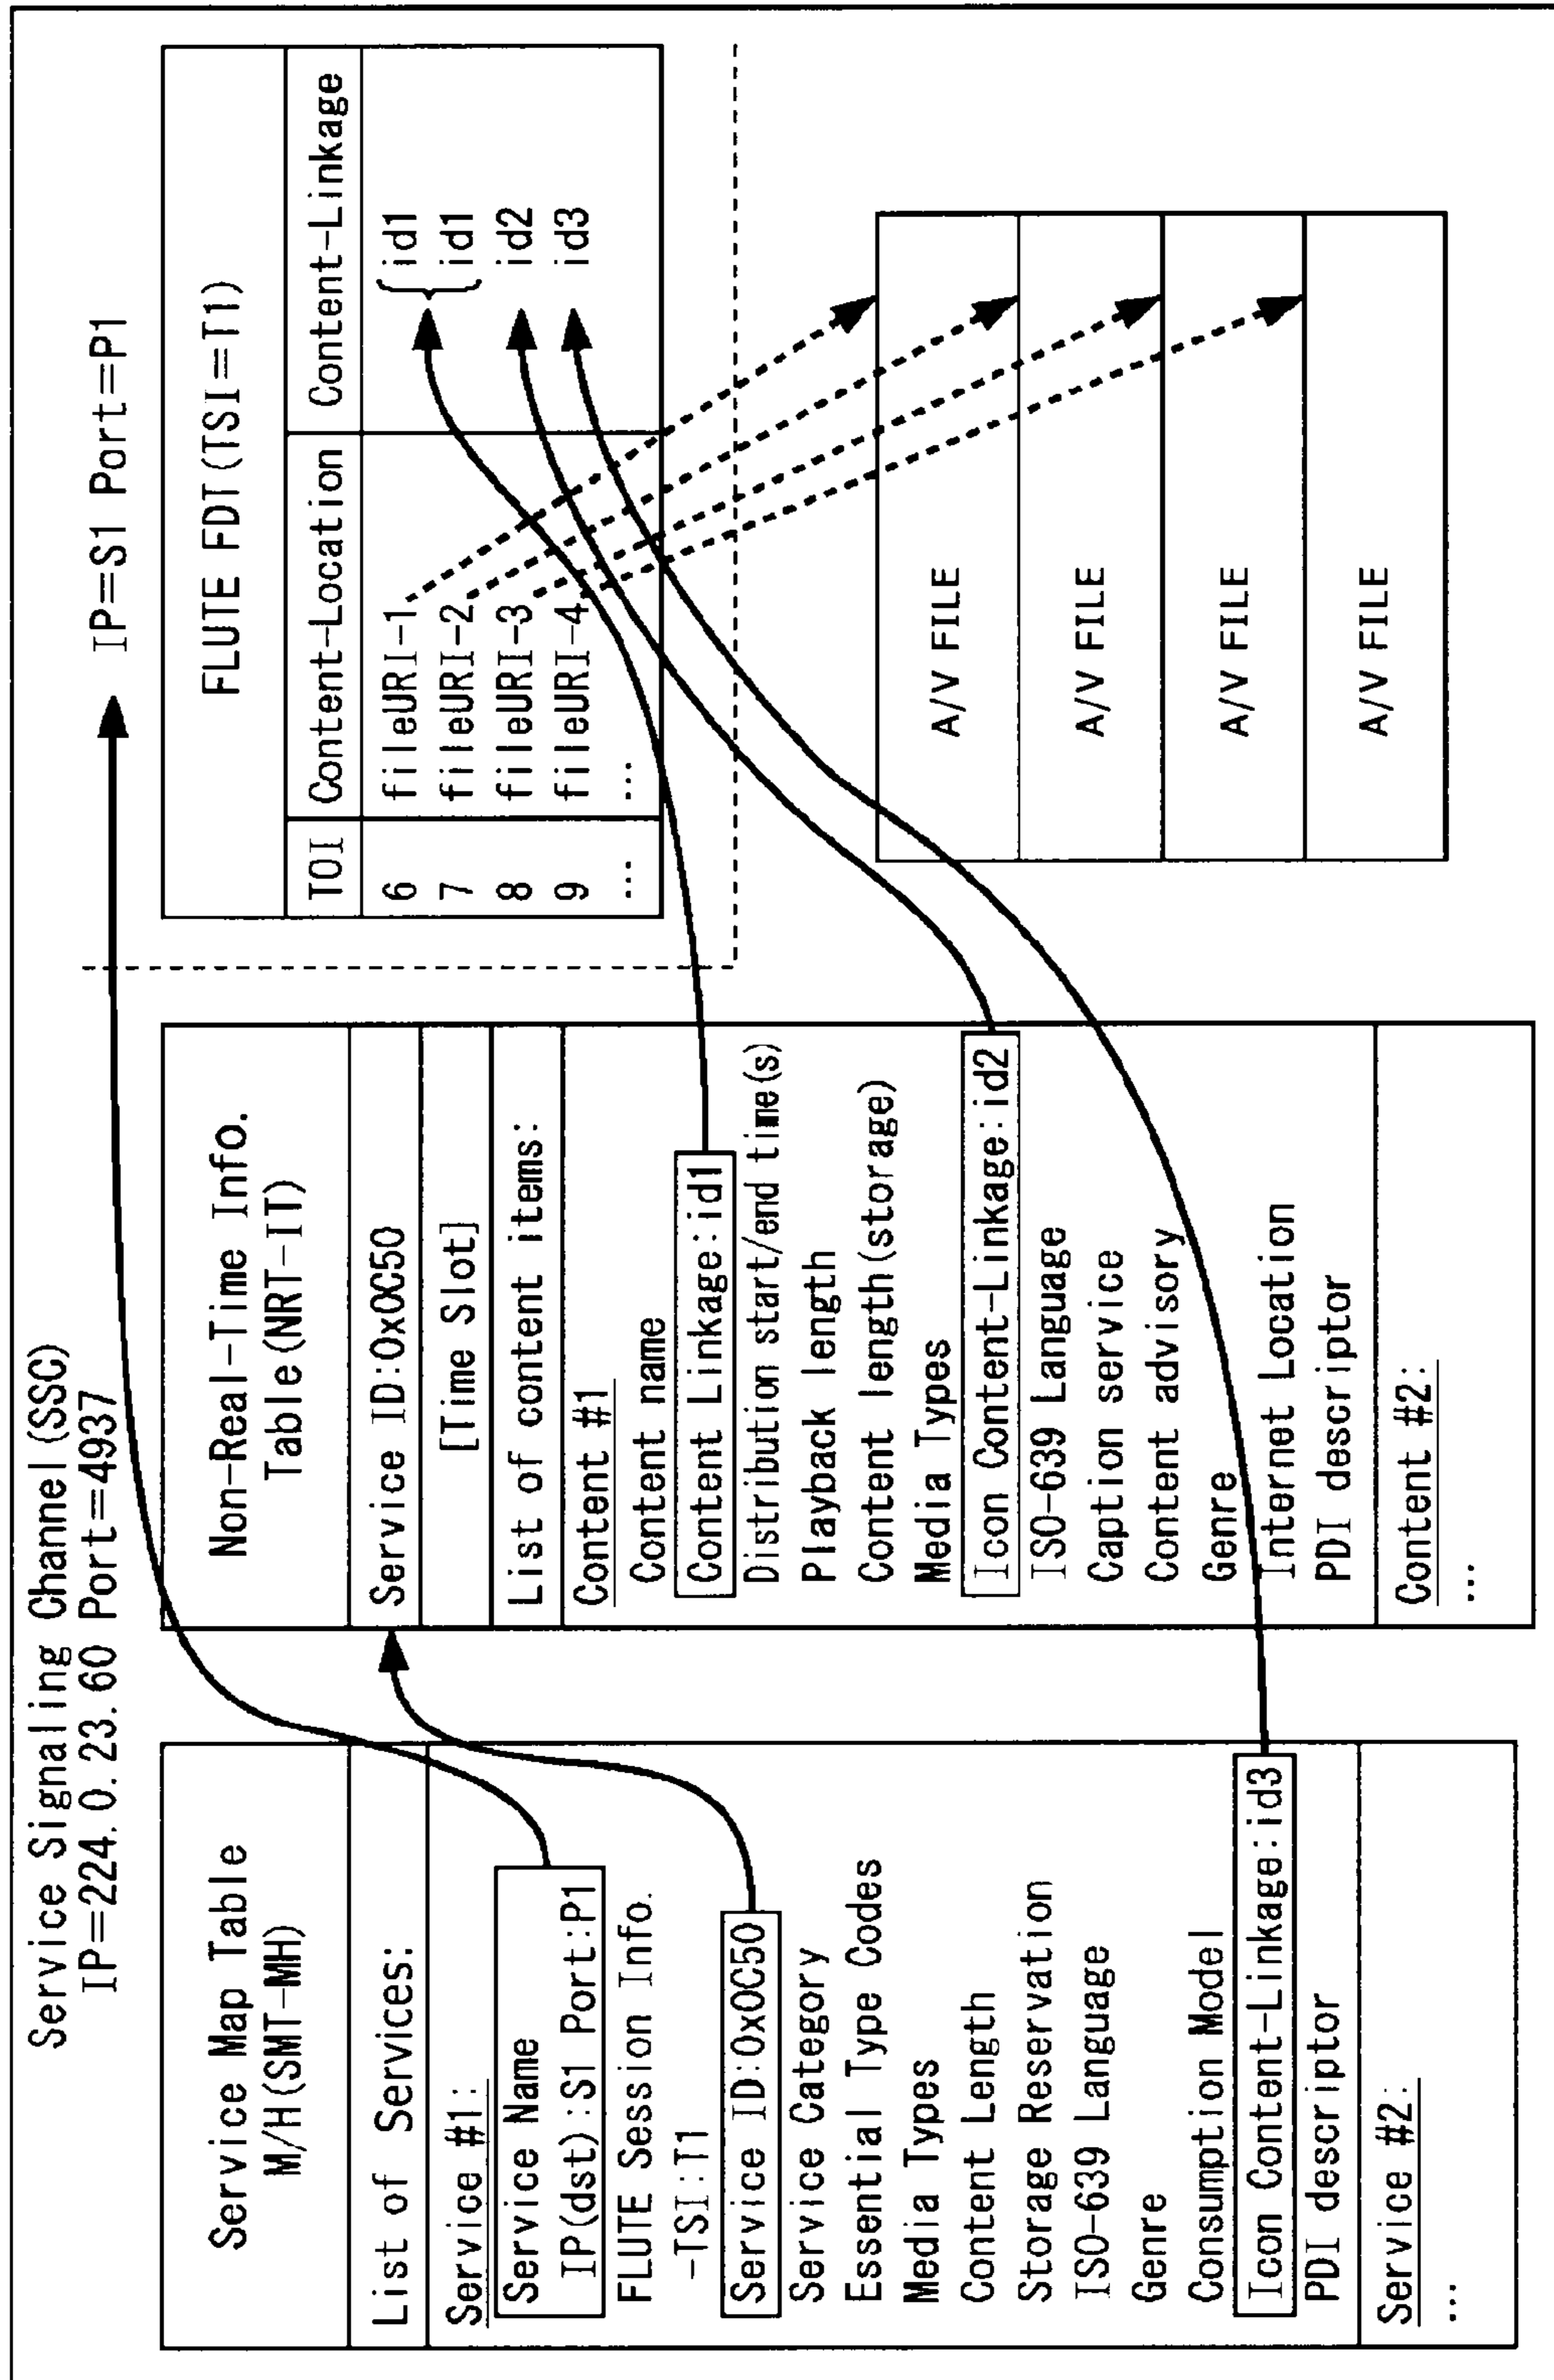 Service Signaling Channel(SSC)
IP=224.0.23.60 Port=4937
IP=S1 Port=P1
Service Map Table
M/H(SMT-MH)
List of Services:
Service #1:
Service Name
IP(dst):S1 Port:P1
FLUTE Session Info.
-TSI:T1
Service ID:0x0C50
Service Category
Essential Type Codes
Media Types
Content Length
Storage Reservation
ISO-639 Language
Genre
Consumption Model
Icon Content-Linkage:id3
PDI descriptor
Service #2:
...
Non-Real-Time Info.
Table(NRT-IT)
Service ID:0x0C50
[Time Slot]
List of content items:
Content #1
Content name
Content Linkage:id1
Distribution start/end time(s)
Playback length
Content length(storage)
Media Types
Icon Content-Linkage:id2
ISO-639 Language
Caption service
Content advisory
Genre
Internet Location
PDI descriptor
Content #2:
...
FLUTE FDT(TSI=T1)
TOI Content-Location Content-Linkage
6 fileURI-1 id1
7 fileURI-2 id1
8 fileURI-3 id2
9 fileURI-4 id3
... ...
A/V FILE
A/V FILE
A/V FILE
A/V FILE